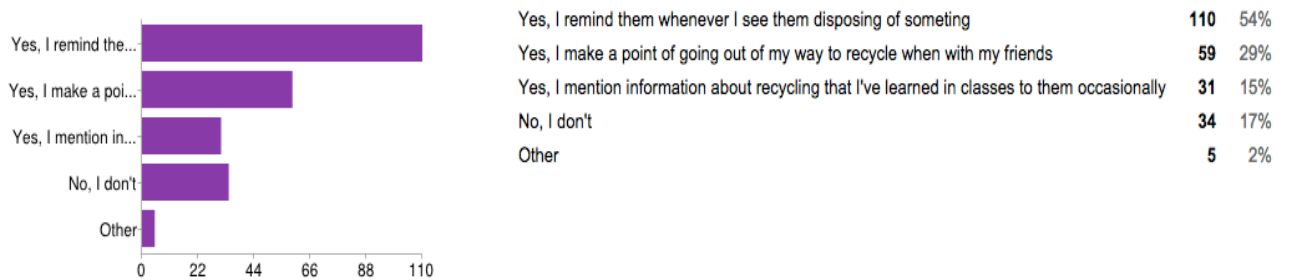 Yes, I remind the...
Yes, I make a poi...
Yes, I mention in...
No, I don't
Other
0 22 44 66 88 110
Yes, I remind them whenever I see them disposing of someting 110 54%
Yes, I make a point of going out of my way to recycle when with my friends 59 29%
Yes, I mention information about recycling that I've learned in classes to them occasionally 31 15%
No, I don't 34 17%
Other 5 2%